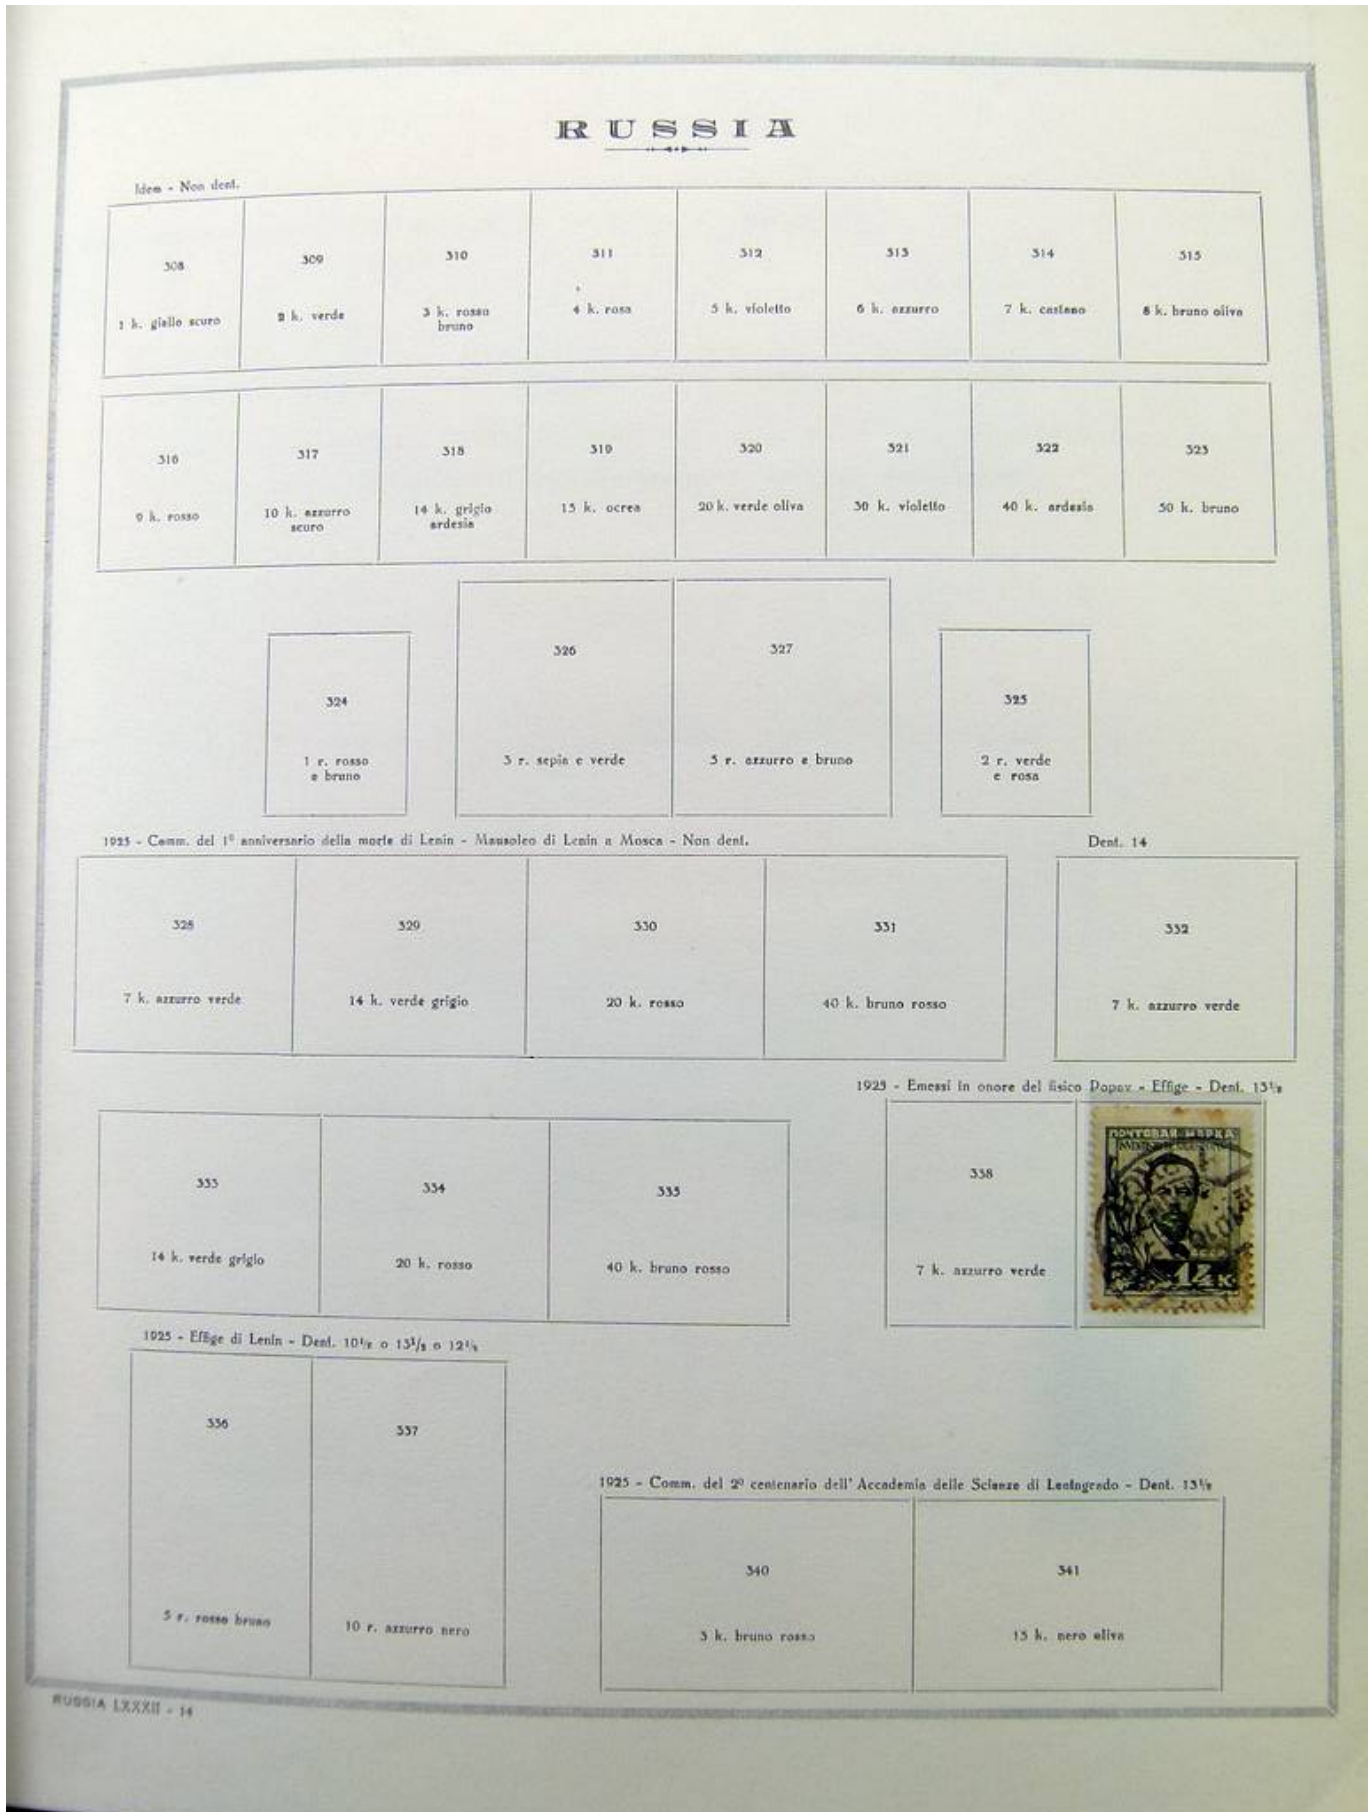 RUSSIA
Idem - Non dent.
308
309
310
311
312
313
314
315
1 k. giallo scuro
2 k. verde
3 k. rosso
bruno
4 k. rosa
5 k. violetto
6 k. azzurro
7 k. castano
8 k. bruno oliva
316
317
318
319
320
321
322
323
9 k. rosso
10 k. azzurro
scuro
14 k. grigio
ardesia
15 k. ocrea
20 k. verde oliva
30 k. violetto
40 k. ardesia
50 k. bruno
324
1 r. rosso
e bruno
326
3 r. sepia e verde
327
5 r. azzurro e bruno
325
2 r. verde
e rosa
1925 - Comm. del 1º anniversario della morte di Lenin - Mausoleo di Lenin a Mosca - Non dent.
Dent. 14
328
329
330
331
332
7 k. azzurro verde
14 k. verde grigio
20 k. rosso
40 k. bruno rosso
7 k. azzurro verde
1925 - Emessi in onore del fisico Popov - Effige - Dent. 13½
333
334
335
14 k. verde grigio
20 k. rosso
40 k. bruno rosso
338
7 k. azzurro verde
ПОЧТОВАЯ МАРКА
СССР
14 К.
1925 - Effige di Lenin - Dent. 10½ o 13½ o 12½
336
337
5 r. rosso bruno
10 r. azzurro nero
1925 - Comm. del 2º centenario dell' Accademia delle Scienze di Leningrado - Dent. 13½
340
341
3 k. bruno rosso
15 k. nero oliva
RUSSIA LXXXII - 14